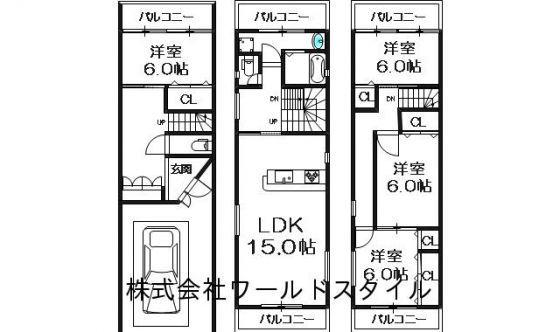 バルコニー
洋室
6.0帖
CL
UP
玄関
バルコニー
DN
UP
LDK
15.0帖
バルコニー
バルコニー
洋室
6.0帖
CL
DN
CL
洋室
6.0帖
洋室
6.0帖
CL
CL
バルコニー
株式会社ワールドスタイル